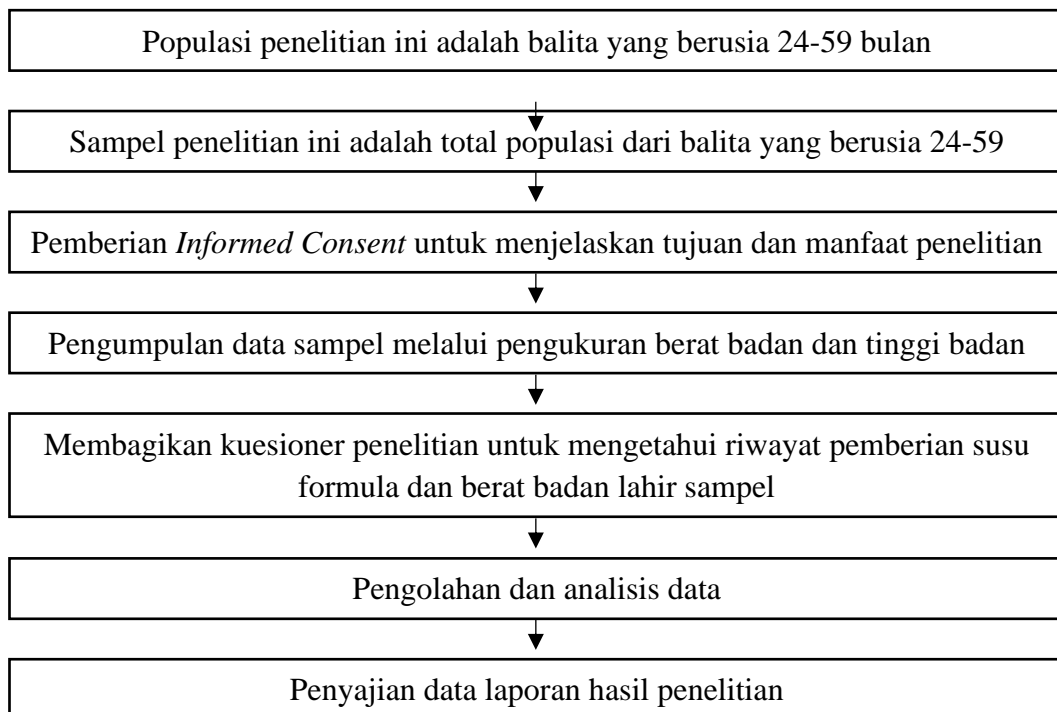 Populasi penelitian ini adalah balita yang berusia 24-59 bulan
Sampel penelitian ini adalah total populasi dari balita yang berusia 24-59
Pemberian Informed Consent untuk menjelaskan tujuan dan manfaat penelitian
Pengumpulan data sampel melalui pengukuran berat badan dan tinggi badan
Membagikan kuesioner penelitian untuk mengetahui riwayat pemberian susu
formula dan berat badan lahir sampel
Pengolahan dan analisis data
Penyajian data laporan hasil penelitian